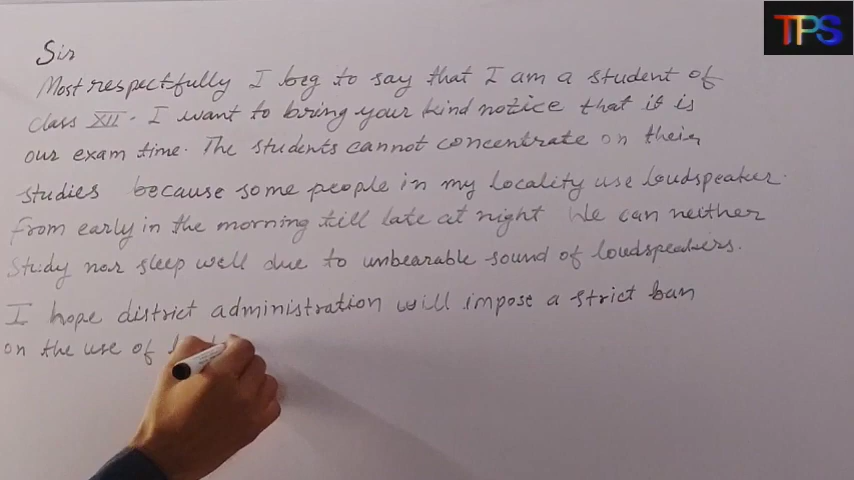 TPS
Sir
Most respectfully I beg to say that I am a student of
class XII. I want to bring your kind notice that it is
our exam time. The students cannot concentrate on their
studies because some people in my locality use loudspeaker.
From early in the morning till late at night We can neither
Study nor sleep well due to unbearable sound of loudspeakers.
I hope district administration will impose a strict ban
on the use of